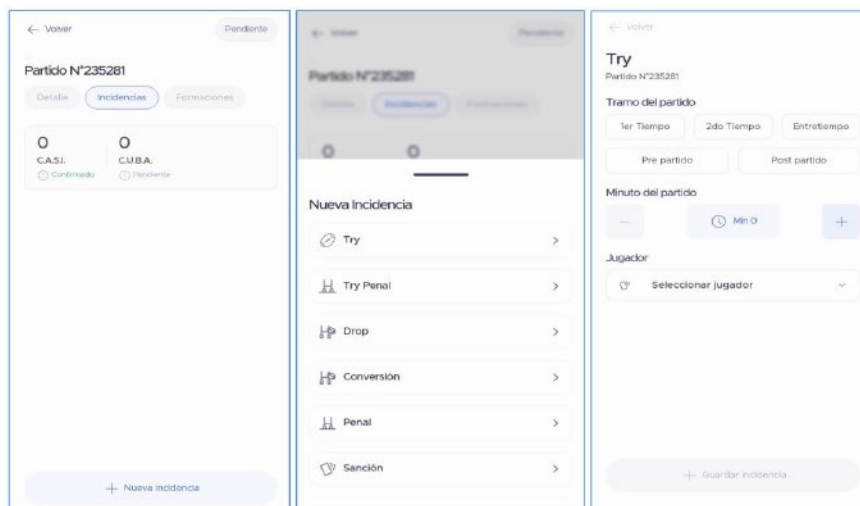 ← Volver Pendiente
Partido N°235281
Detalle Incidencias Formaciones
0 0
C.A.S.I. C.U.B.A.
Confirmado Pendiente
+ Nueva Incidencia
← Volver Pendiente
Partido N°235281
Detalle Incidencias Formaciones
0 0
Nueva Incidencia
Try
Try Penal
Drop
Conversión
Penal
Sanción
← Volver
Try
Partido N°235281
Tramo del partido
1er Tiempo 2do Tiempo Entretiempo
Pre partido Post partido
Minuto del partido
− Min 0 +
Jugador
Seleccionar jugador
+ Guardar incidencia